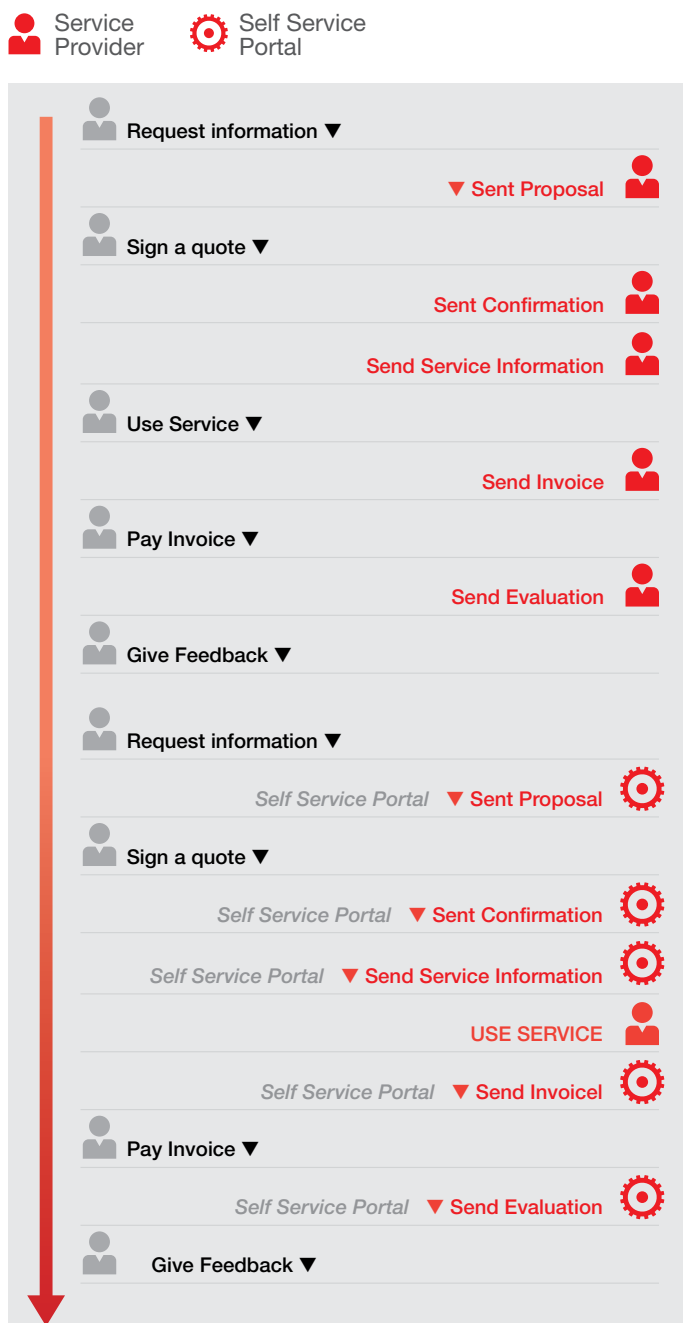 Service
Provider
Self Service
Portal
Request information ▼
▼ Sent Proposal
Sign a quote ▼
Sent Confirmation
Send Service Information
Use Service ▼
Send Invoice
Pay Invoice ▼
Send Evaluation
Give Feedback ▼
Request information ▼
Self Service Portal ▼ Sent Proposal
Sign a quote ▼
Self Service Portal ▼ Sent Confirmation
Self Service Portal ▼ Send Service Information
USE SERVICE
Self Service Portal ▼ Send Invoicel
Pay Invoice ▼
Self Service Portal ▼ Send Evaluation
Give Feedback ▼